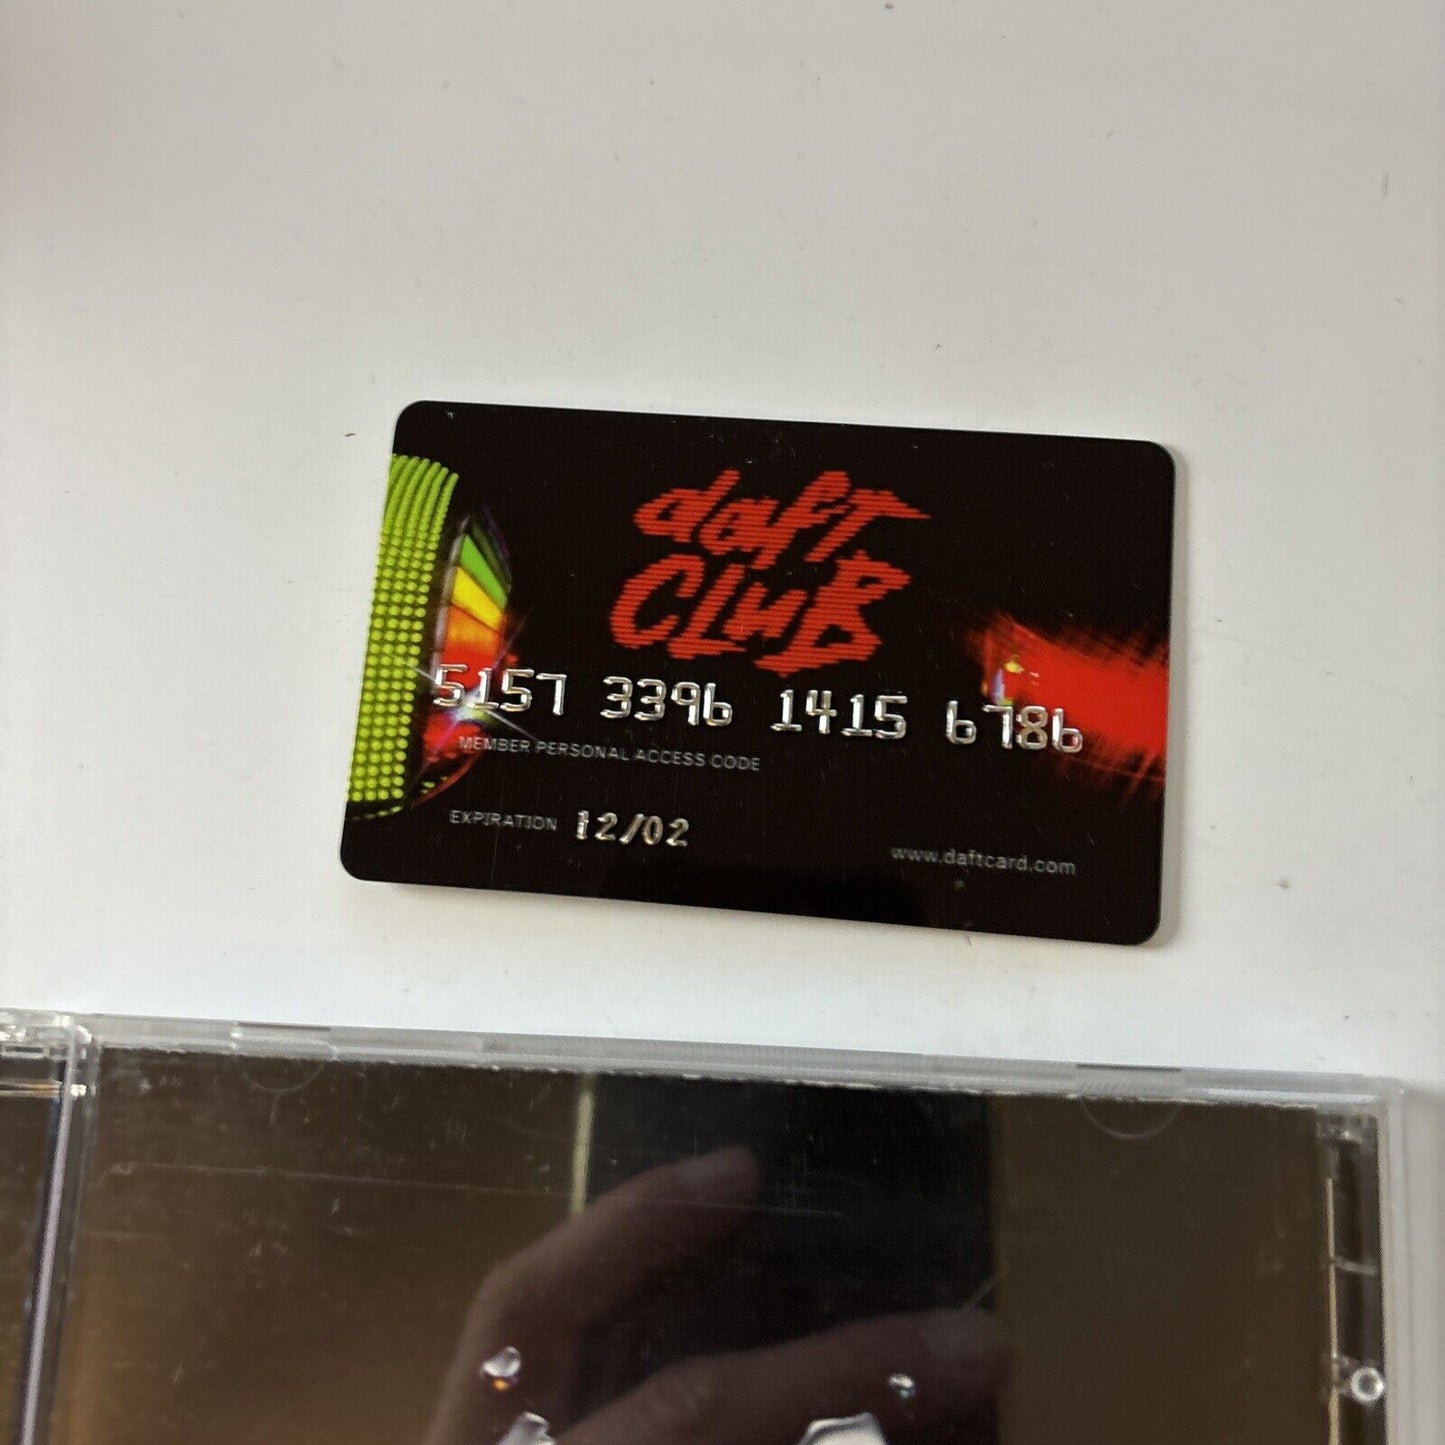 daft
CLuB
5157 3396 1415 6786
MEMBER PERSONAL ACCESS CODE
EXPIRATION 12/02
www.daftcard.com